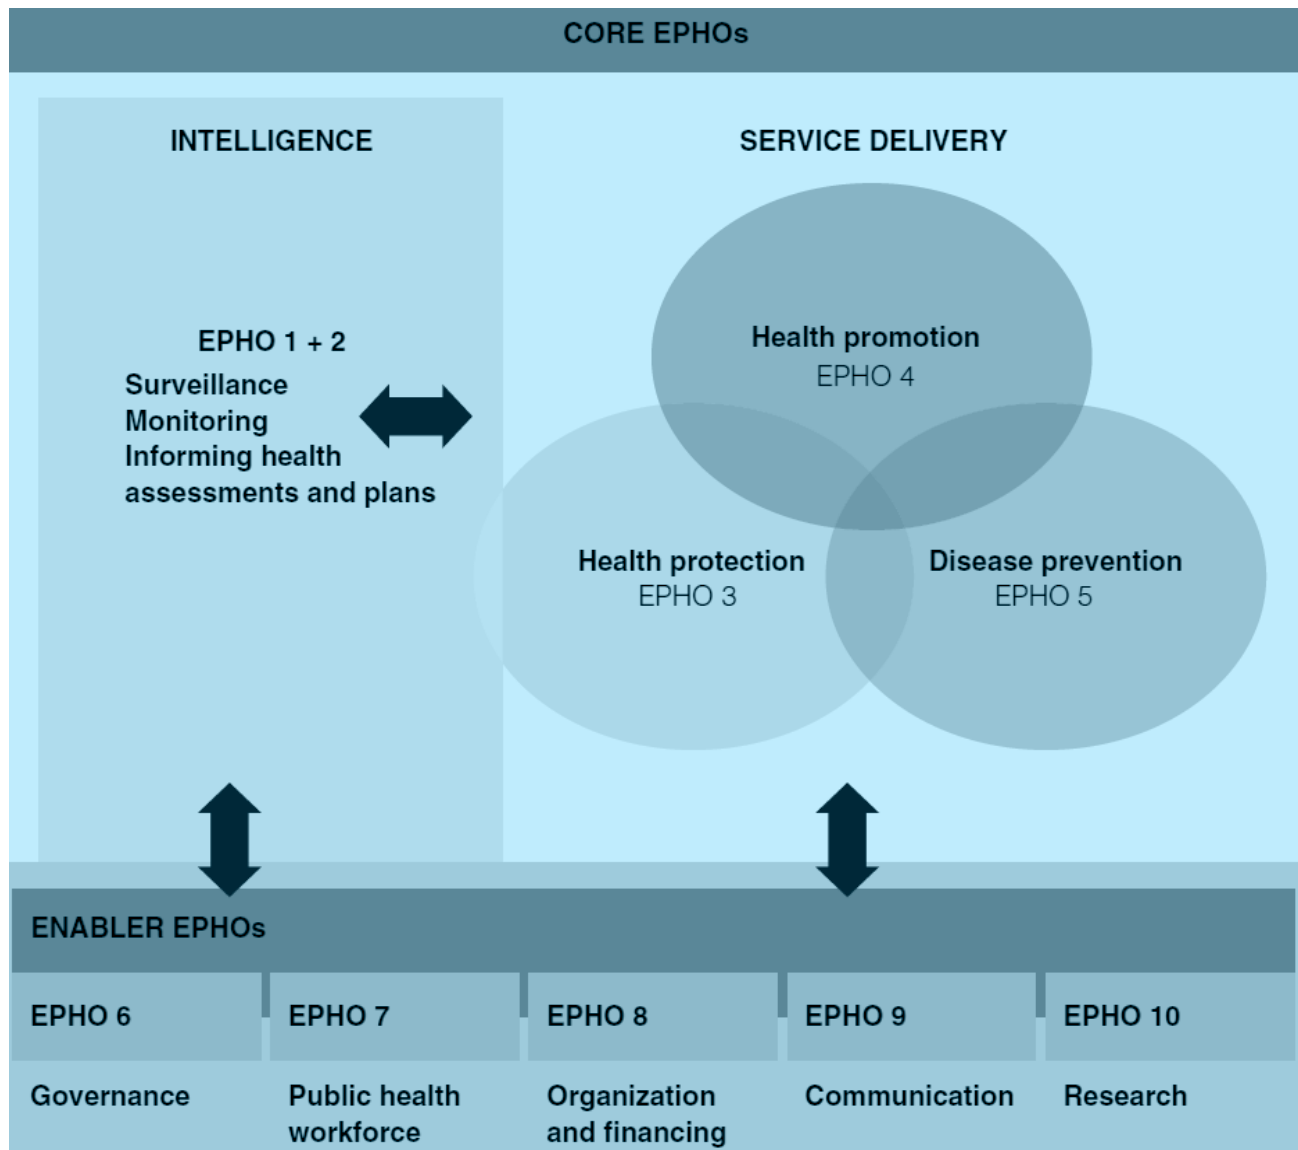 CORE EPHOs
INTELLIGENCE
EPHO 1 + 2
Surveillance
Monitoring
Informing health
assessments and plans
SERVICE DELIVERY
Health promotion
EPHO 4
Health protection
EPHO 3
Disease prevention
EPHO 5
ENABLER EPHOs
EPHO 6
Governance
EPHO 7
Public health
workforce
EPHO 8
Organization
and financing
EPHO 9
Communication
EPHO 10
Research